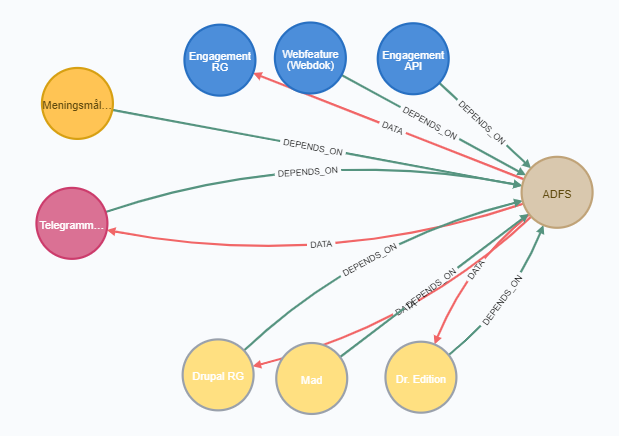 Engagement
RG
Webfeature
(Webdok)
Engagement
API
Meningsmål...
DEPENDS_ON
DATA
DEPENDS_ON
DEPENDS_ON
DEPENDS_ON
ADFS
Telegramm...
DATA
DEPENDS_ON
DATA
DEPENDS_ON
DATA
DEPENDS_ON
Drupal RG
Mad
Dr. Edition